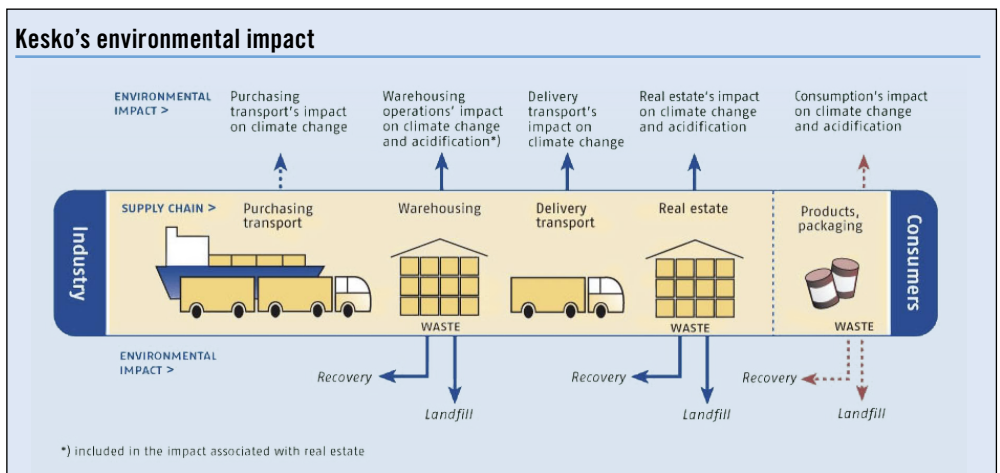 Kesko's environmental impact
ENVIRONMENTAL
IMPACT >
Purchasing
transport's impact
on climate change
Warehousing
operations' impact
on climate change
and acidification*)
Delivery
transport's
impact on
climate change
Real estate's impact
on climate change
and acidification
Consumption's impact
on climate change
and acidification
Industry
SUPPLY CHAIN >
Purchasing
transport
Warehousing
Delivery
transport
Real estate
Products,
packaging
Consumers
WASTE
WASTE
WASTE
ENVIRONMENTAL
IMPACT >
Recovery
Landfill
Recovery
Landfill
Recovery
Landfill
*) included in the impact associated with real estate